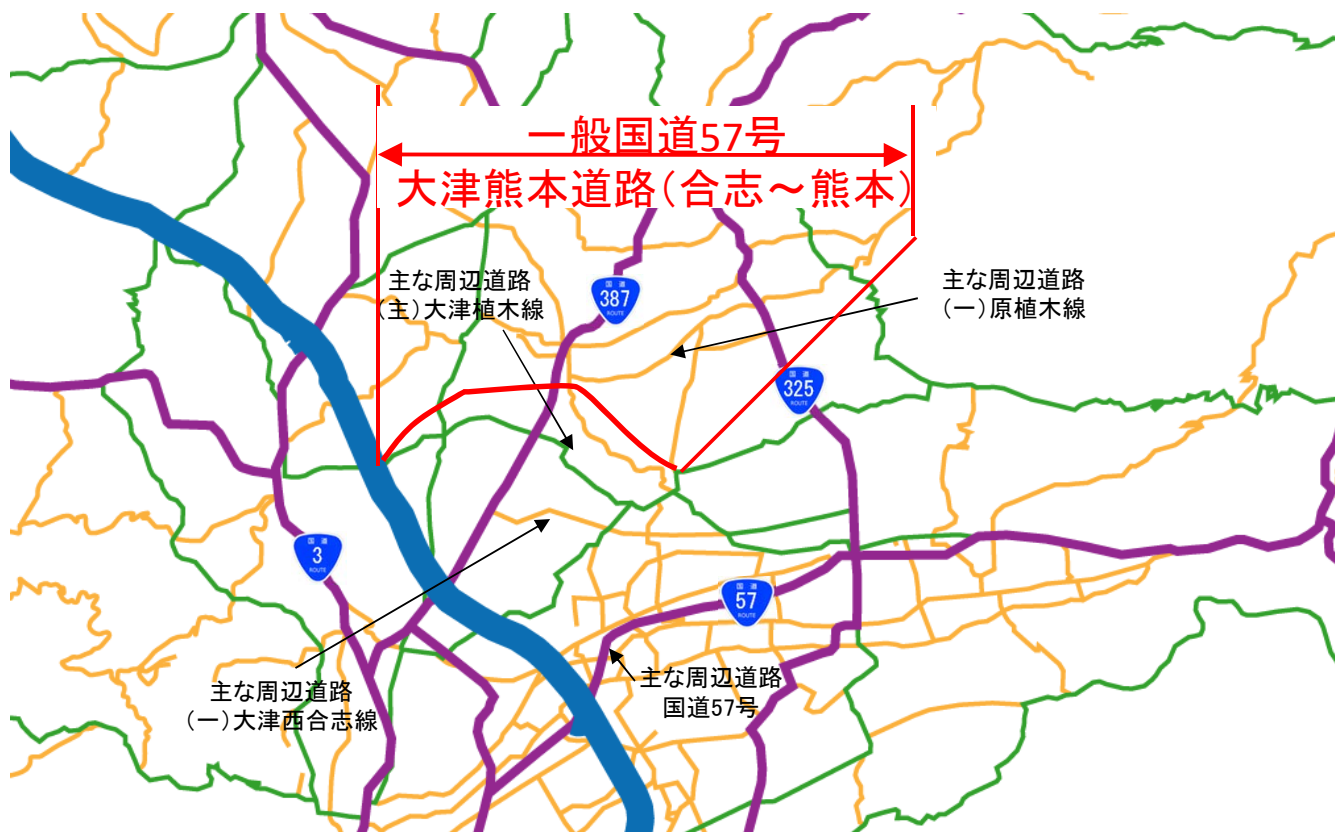 一般国道57号
大津熊本道路(合志～熊本)
主な周辺道路
(主)大津植木線
国道
387
ROUTE
主な周辺道路
(一)原植木線
国道
325
ROUTE
国道
3
ROUTE
国道
57
ROUTE
主な周辺道路
(一)大津西合志線
主な周辺道路
国道57号